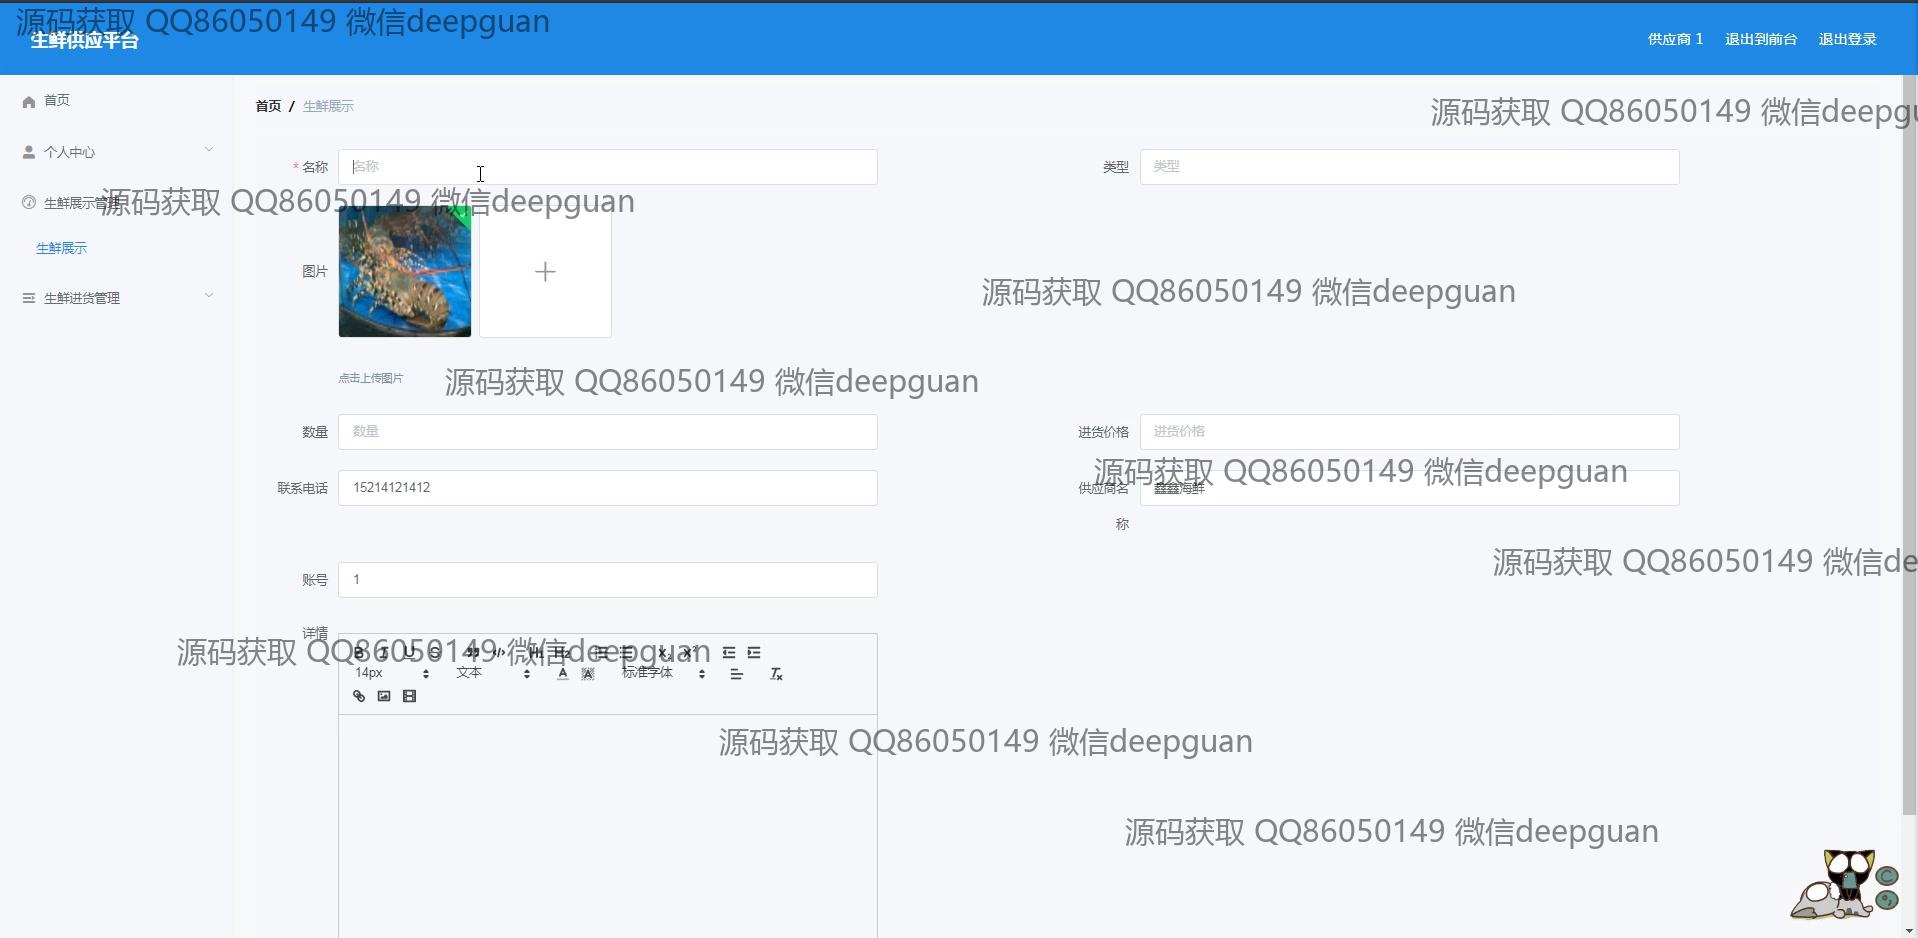 源码获取 QQ86050149 微信deepguan
生鲜供应平台
供应商 1 退出到前台 退出登录
首页
首页 / 生鲜展示
源码获取 QQ86050149 微信deepgu
个人中心
* 名称 名称
类型 类型
生鲜展示管理
源码获取 QQ86050149 微信deepguan
生鲜展示
图片
源码获取 QQ86050149 微信deepguan
生鲜进货管理
点击上传图片
源码获取 QQ86050149 微信deepguan
数量 数量
进货价格 进货价格
源码获取 QQ86050149 微信deepguan
联系电话 15214121412
供应商名称 鑫鑫海鲜
源码获取 QQ86050149 微信de
账号 1
详情
源码获取 QQ86050149 微信deepguan
B I U S H1 H2 X₂ X²
14px 文本 A A 标准字体
源码获取 QQ86050149 微信deepguan
源码获取 QQ86050149 微信deepguan